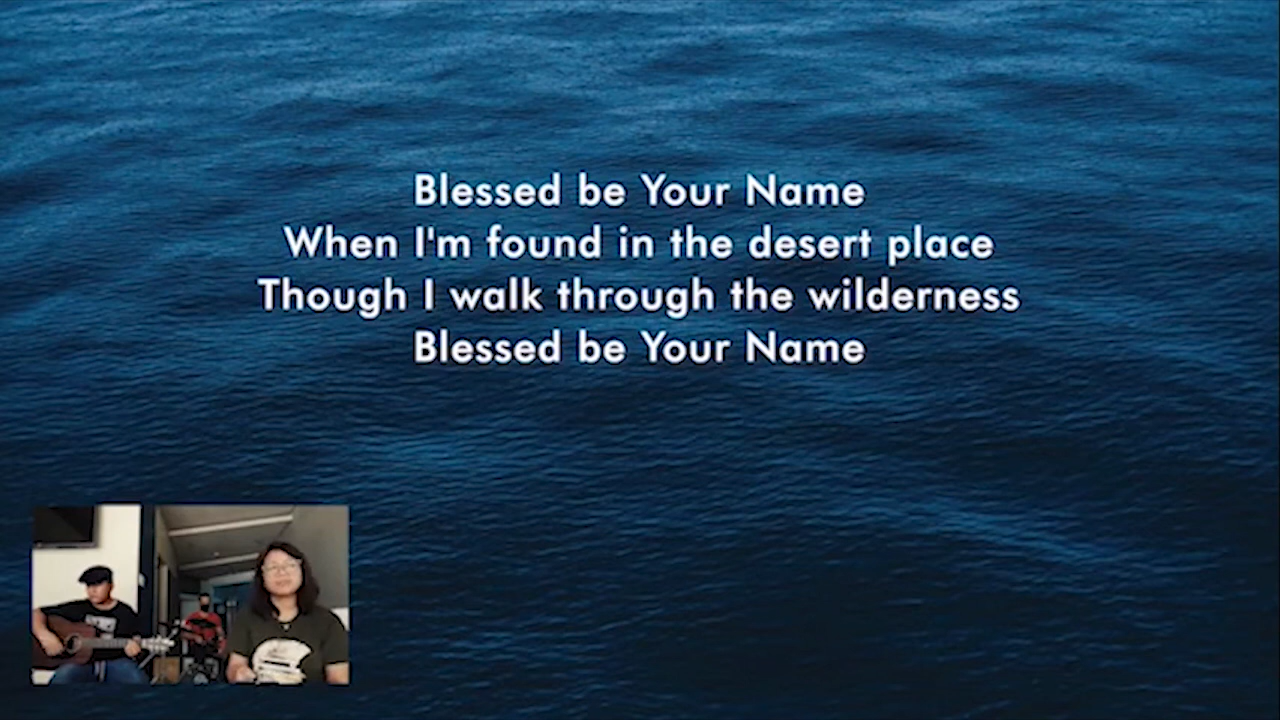 Blessed be Your Name
When I'm found in the desert place
Though I walk through the wilderness
Blessed be Your Name